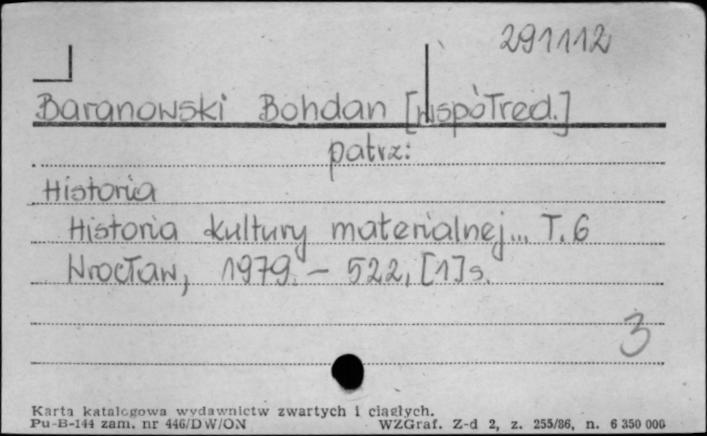 291112
Baranowski Bohdan [współred.]
patrz:
Historia
Historia kultury materialnej... T. 6
Wrocław, 1979. – 522, [1] s.
3
Karta katalogowa wydawnictw zwartych i ciągłych.
Pu-B-144 zam. nr 446/DW/ON WZGraf. Z-d 2, z. 255/86, n. 6 350 000